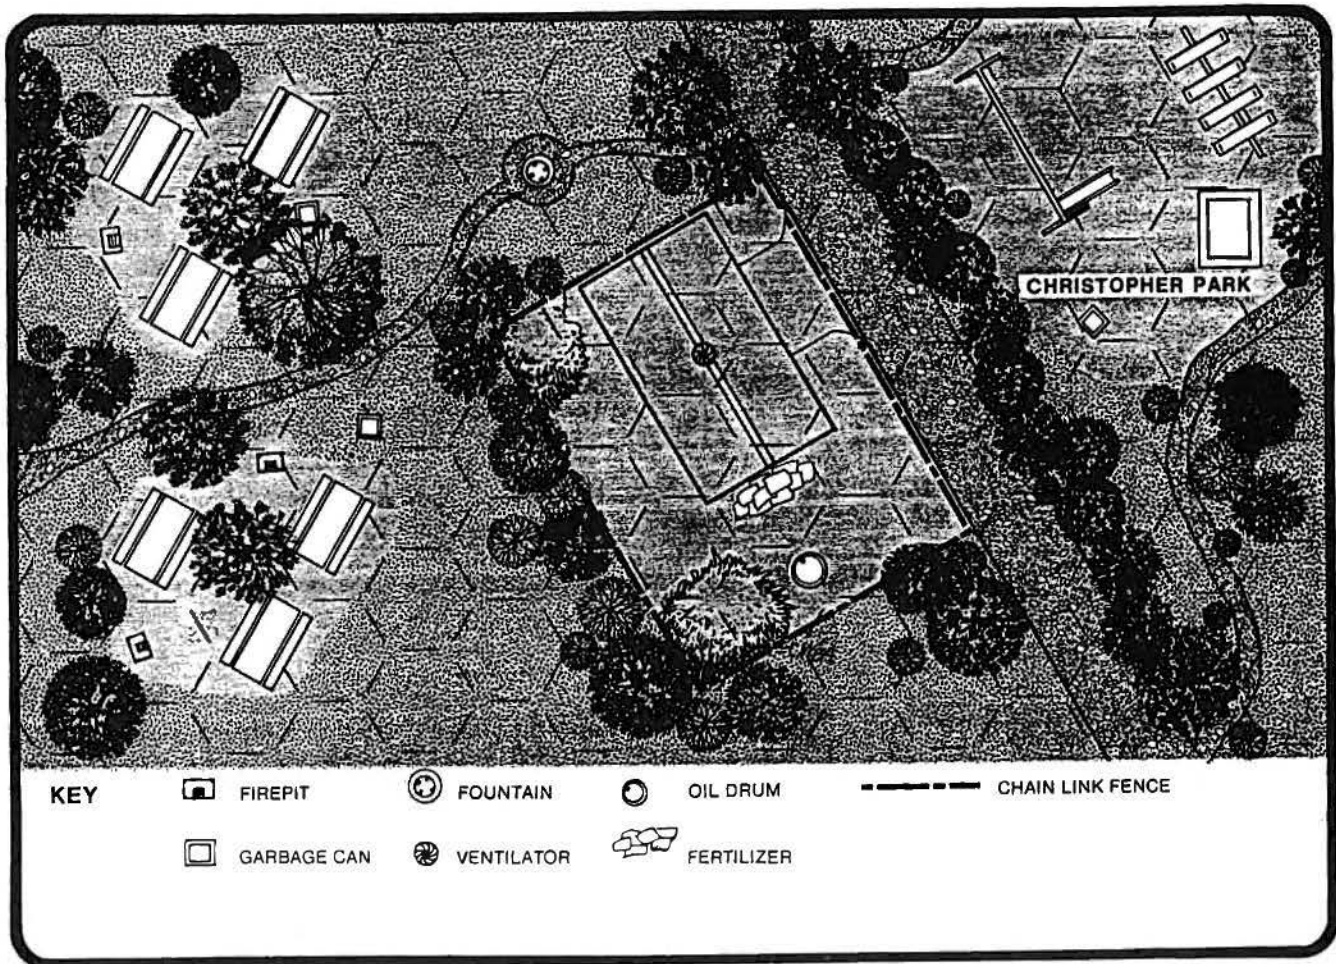 CHRISTOPHER PARK
KEY
FIREPIT
FOUNTAIN
OIL DRUM
CHAIN LINK FENCE
GARBAGE CAN
VENTILATOR
FERTILIZER